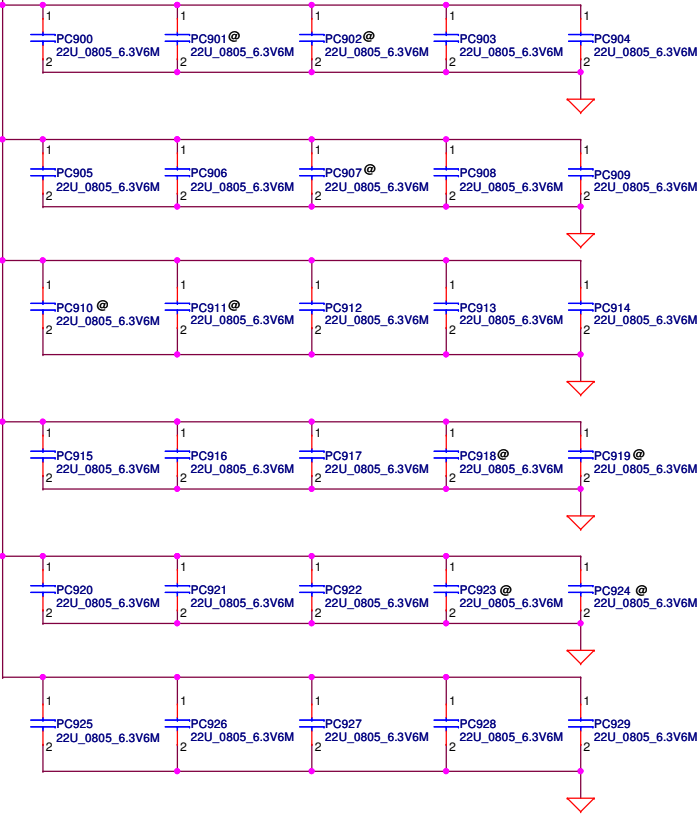 1 1 1 1 1
PC900 PC901@ PC902@ PC903 PC904
22U_0805_6.3V6M 22U_0805_6.3V6M 22U_0805_6.3V6M 22U_0805_6.3V6M 22U_0805_6.3V6M
2 2 2 2 2
1 1 1 1 1
PC905 PC906 PC907@ PC908 PC909
22U_0805_6.3V6M 22U_0805_6.3V6M 22U_0805_6.3V6M 22U_0805_6.3V6M 22U_0805_6.3V6M
2 2 2 2 2
1 1 1 1 1
PC910 @ PC911@ PC912 PC913 PC914
22U_0805_6.3V6M 22U_0805_6.3V6M 22U_0805_6.3V6M 22U_0805_6.3V6M 22U_0805_6.3V6M
2 2 2 2 2
1 1 1 1 1
PC915 PC916 PC917 PC918@ PC919@
22U_0805_6.3V6M 22U_0805_6.3V6M 22U_0805_6.3V6M 22U_0805_6.3V6M 22U_0805_6.3V6M
2 2 2 2 2
1 1 1 1 1
PC920 PC921 PC922 PC923 @ PC924 @
22U_0805_6.3V6M 22U_0805_6.3V6M 22U_0805_6.3V6M 22U_0805_6.3V6M 22U_0805_6.3V6M
2 2 2 2 2
1 1 1 1 1
PC925 PC926 PC927 PC928 PC929
22U_0805_6.3V6M 22U_0805_6.3V6M 22U_0805_6.3V6M 22U_0805_6.3V6M 22U_0805_6.3V6M
2 2 2 2 2